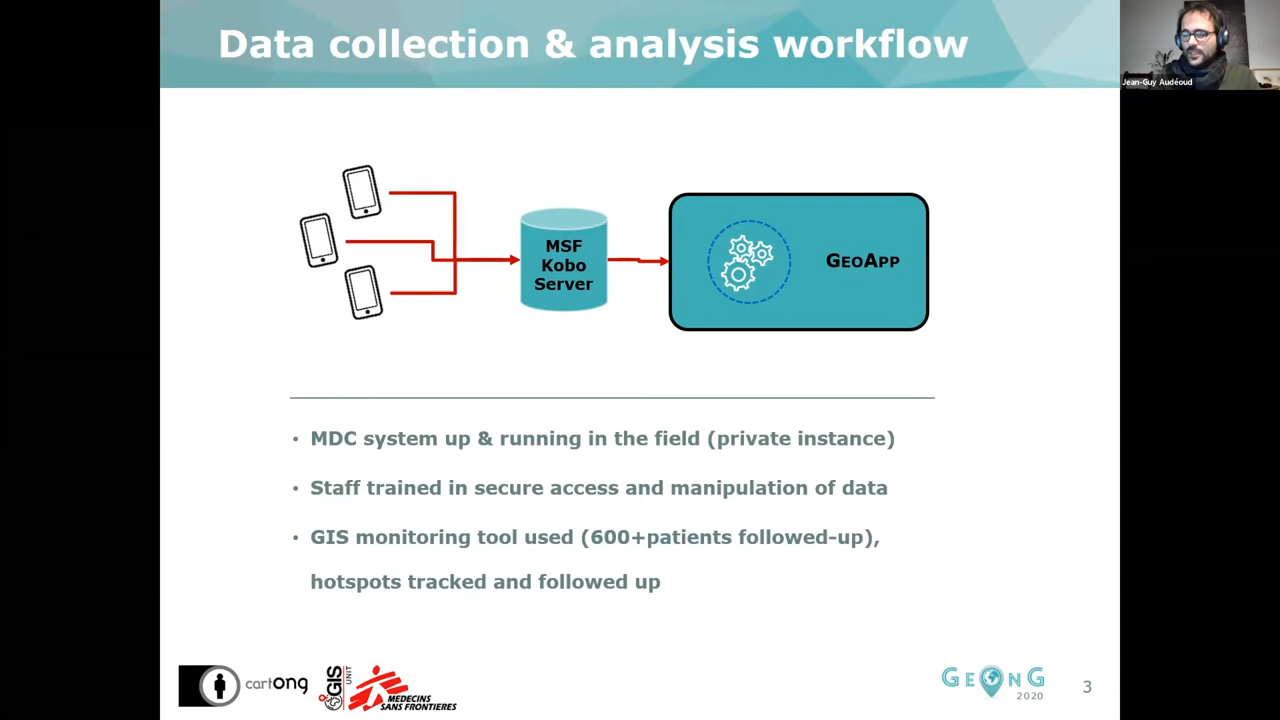 Data collection & analysis workflow
Jean-Guy Audéoud
MSF
Kobo
Server
GEOAPP
• MDC system up & running in the field (private instance)
• Staff trained in secure access and manipulation of data
• GIS monitoring tool used (600+patients followed-up),
hotspots tracked and followed up
cartONG
GIS
UNIT
MEDECINS
SANS FRONTIERES
GEONG
2020
3